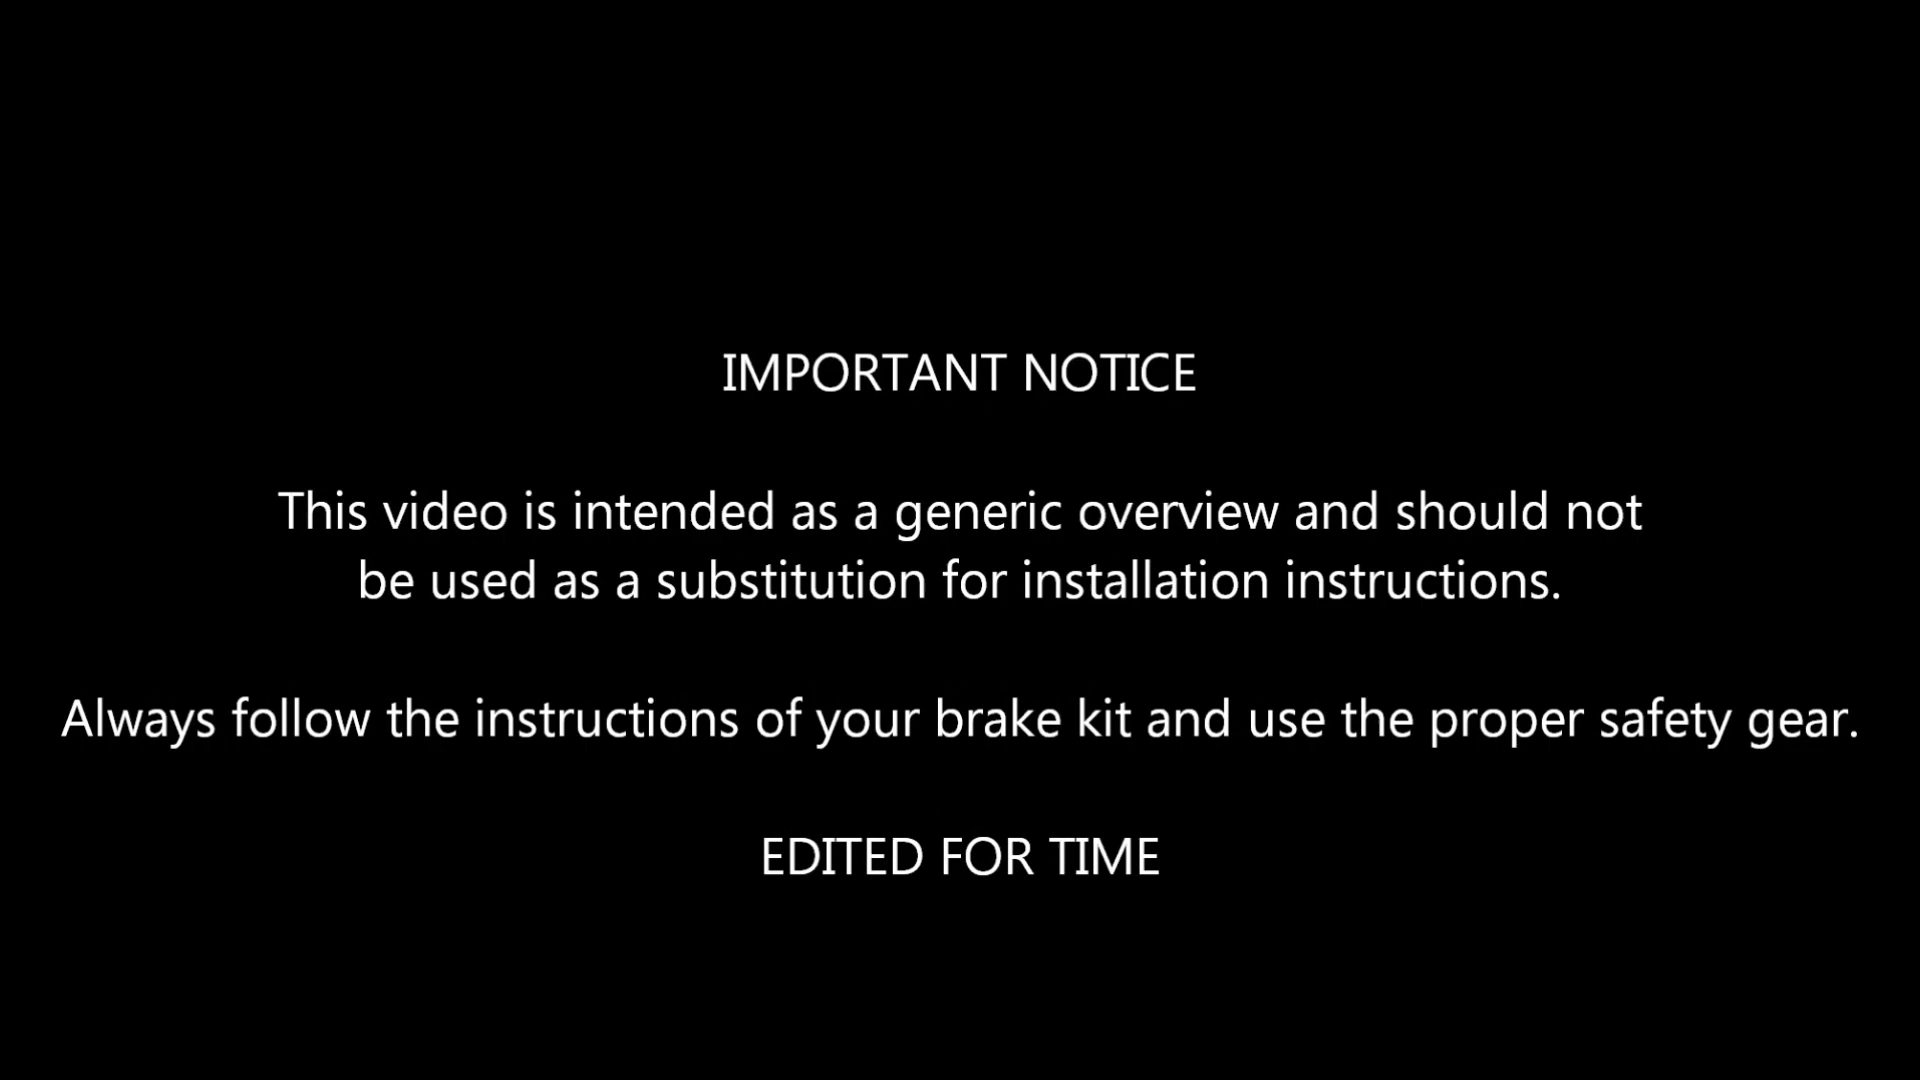 IMPORTANT NOTICE
This video is intended as a generic overview and should not
be used as a substitution for installation instructions.
Always follow the instructions of your brake kit and use the proper safety gear.
EDITED FOR TIME